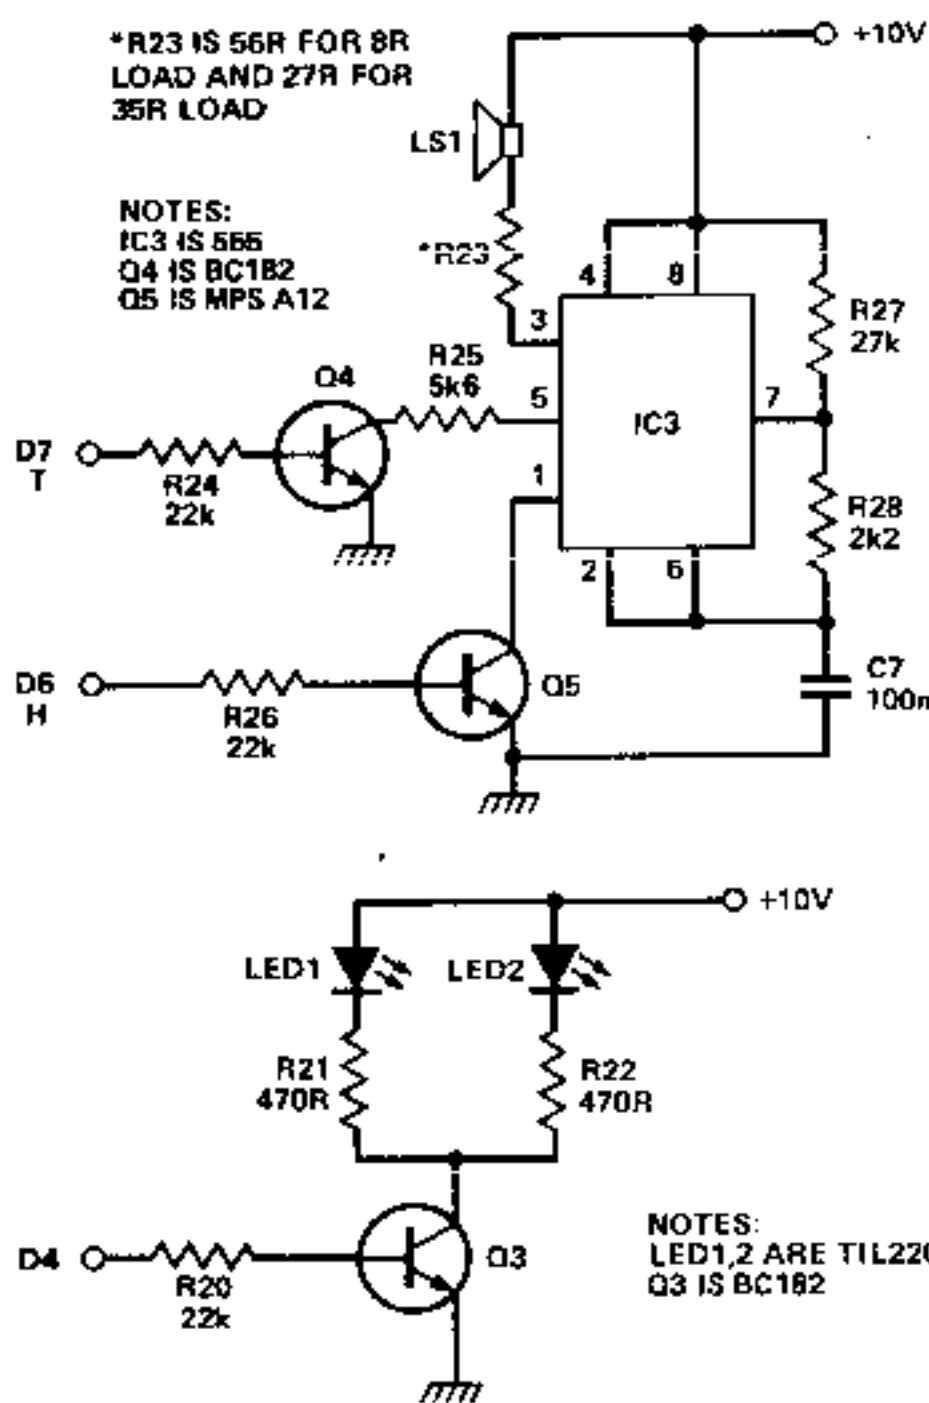 *R23 IS 56R FOR 8R
LOAD AND 27R FOR
35R LOAD
+10V
LS1
NOTES:
IC3 IS 555
Q4 IS BC182
Q5 IS MPS A12
*R23
4
8
3
R27
27k
Q4
R25
5k6
5
IC3
7
D7
T
R24
22k
1
R28
2k2
2
6
D6
H
R26
22k
Q5
C7
100n
+10V
LED1
LED2
R21
470R
R22
470R
D4
R20
22k
Q3
NOTES:
LED1,2 ARE TIL220
Q3 IS BC182